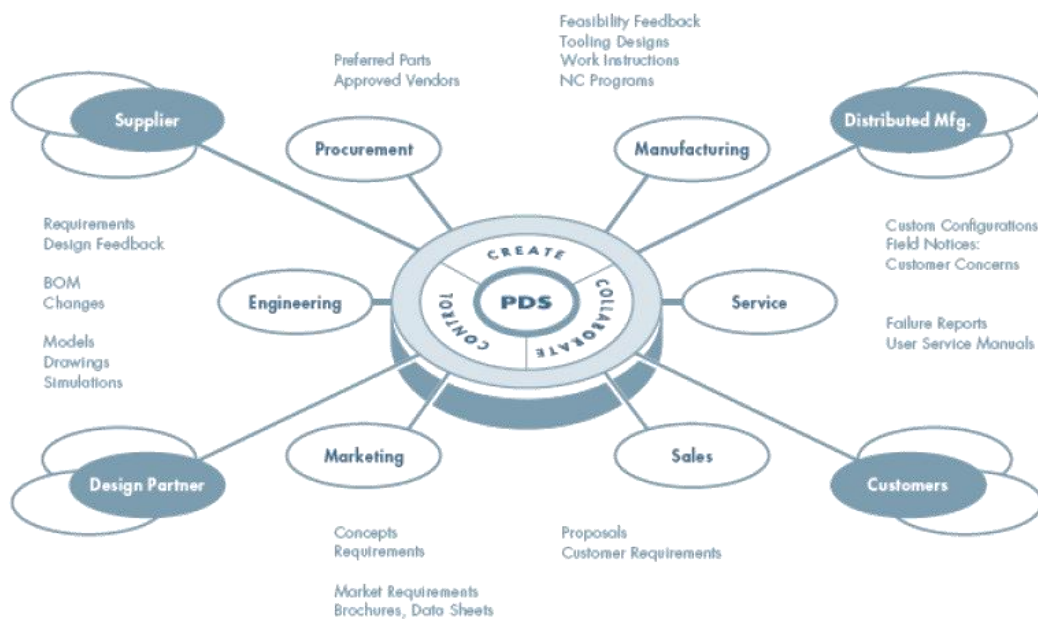 Feasibility Feedback
Tooling Designs
Work Instructions
NC Programs
Preferred Parts
Approved Vendors
Supplier
Distributed Mfg.
Procurement
Manufacturing
Requirements
Design Feedback
BOM
Changes
Models
Drawings
Simulations
Custom Configurations
Field Notices:
Customer Concerns
Failure Reports
User Service Manuals
CREATE
COLLABORATE
CONTROL
PDS
Engineering
Service
Marketing
Sales
Design Partner
Customers
Concepts
Requirements
Market Requirements
Brochures, Data Sheets
Proposals
Customer Requirements